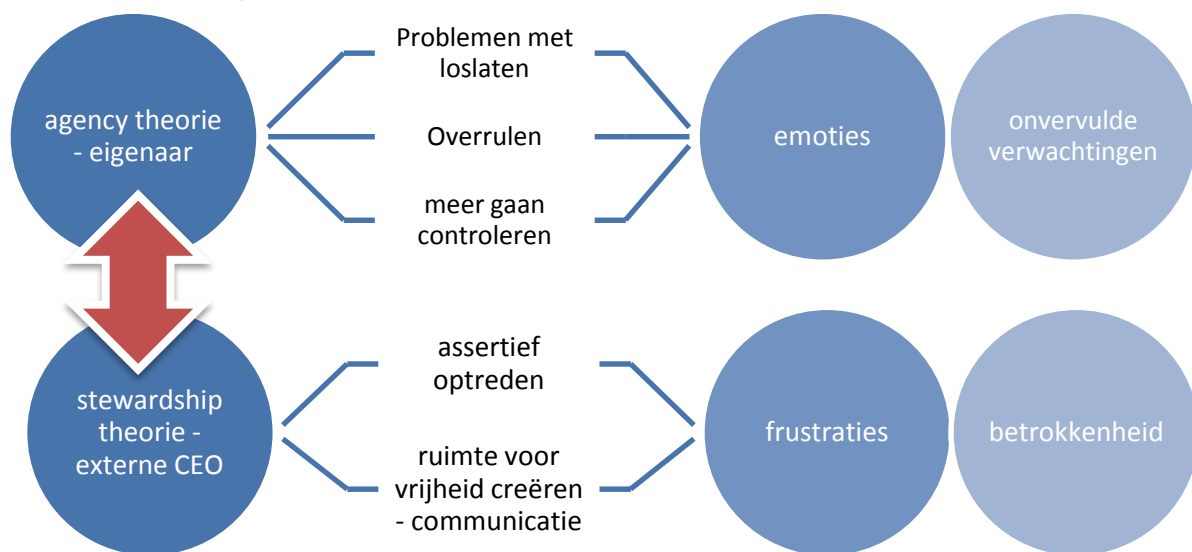 agency theorie
- eigenaar
Problemen met
loslaten
Overrulen
meer gaan
controleren
emoties
onvervulde
verwachtingen
stewardship
theorie -
externe CEO
assertief
optreden
ruimte voor
vrijheid creëren
- communicatie
frustraties
betrokkenheid